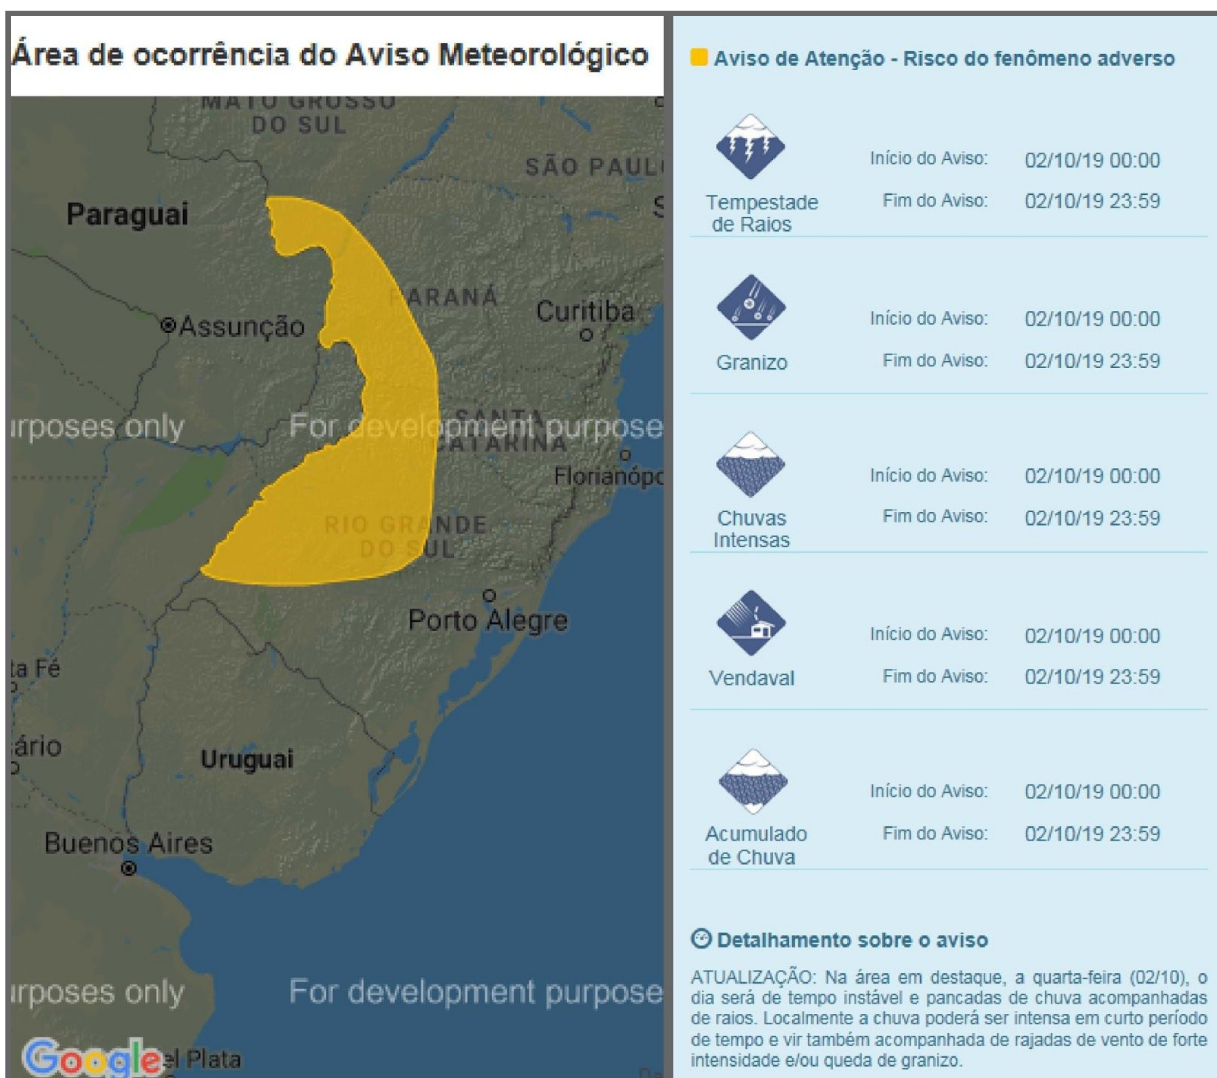 Área de ocorrência do Aviso Meteorológico
MATO GROSSO
DO SUL
SÃO PAUL
Paraguai
PARANÁ
Curitiba
Assunção
urposes only
For development purpose
SANTA
CATARINA
Florianópo
RIO GRANDE
DO SUL
Porto Alegre
ta Fé
ário
Uruguai
Buenos Aires
urposes only
For development purpose
Google
el Plata
Aviso de Atenção - Risco do fenômeno adverso
Início do Aviso: 02/10/19 00:00
Fim do Aviso: 02/10/19 23:59
Tempestade
de Raios
Início do Aviso: 02/10/19 00:00
Fim do Aviso: 02/10/19 23:59
Granizo
Início do Aviso: 02/10/19 00:00
Fim do Aviso: 02/10/19 23:59
Chuvas
Intensas
Início do Aviso: 02/10/19 00:00
Fim do Aviso: 02/10/19 23:59
Vendaval
Início do Aviso: 02/10/19 00:00
Fim do Aviso: 02/10/19 23:59
Acumulado
de Chuva
Detalhamento sobre o aviso
ATUALIZAÇÃO: Na área em destaque, a quarta-feira (02/10), o
dia será de tempo instável e pancadas de chuva acompanhadas
de raios. Localmente a chuva poderá ser intensa em curto período
de tempo e vir também acompanhada de rajadas de vento de forte
intensidade e/ou queda de granizo.